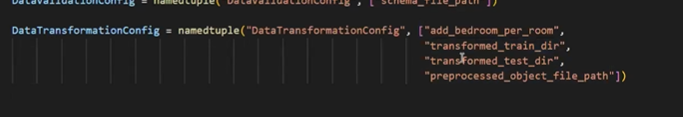 DataValidationConfig = namedtuple("DataValidationConfig", ["schema_file_path"])
DataTransformationConfig = namedtuple("DataTransformationConfig", ["add_bedroom_per_room",
"transformed_train_dir",
"transformed_test_dir",
"preprocessed_object_file_path"])